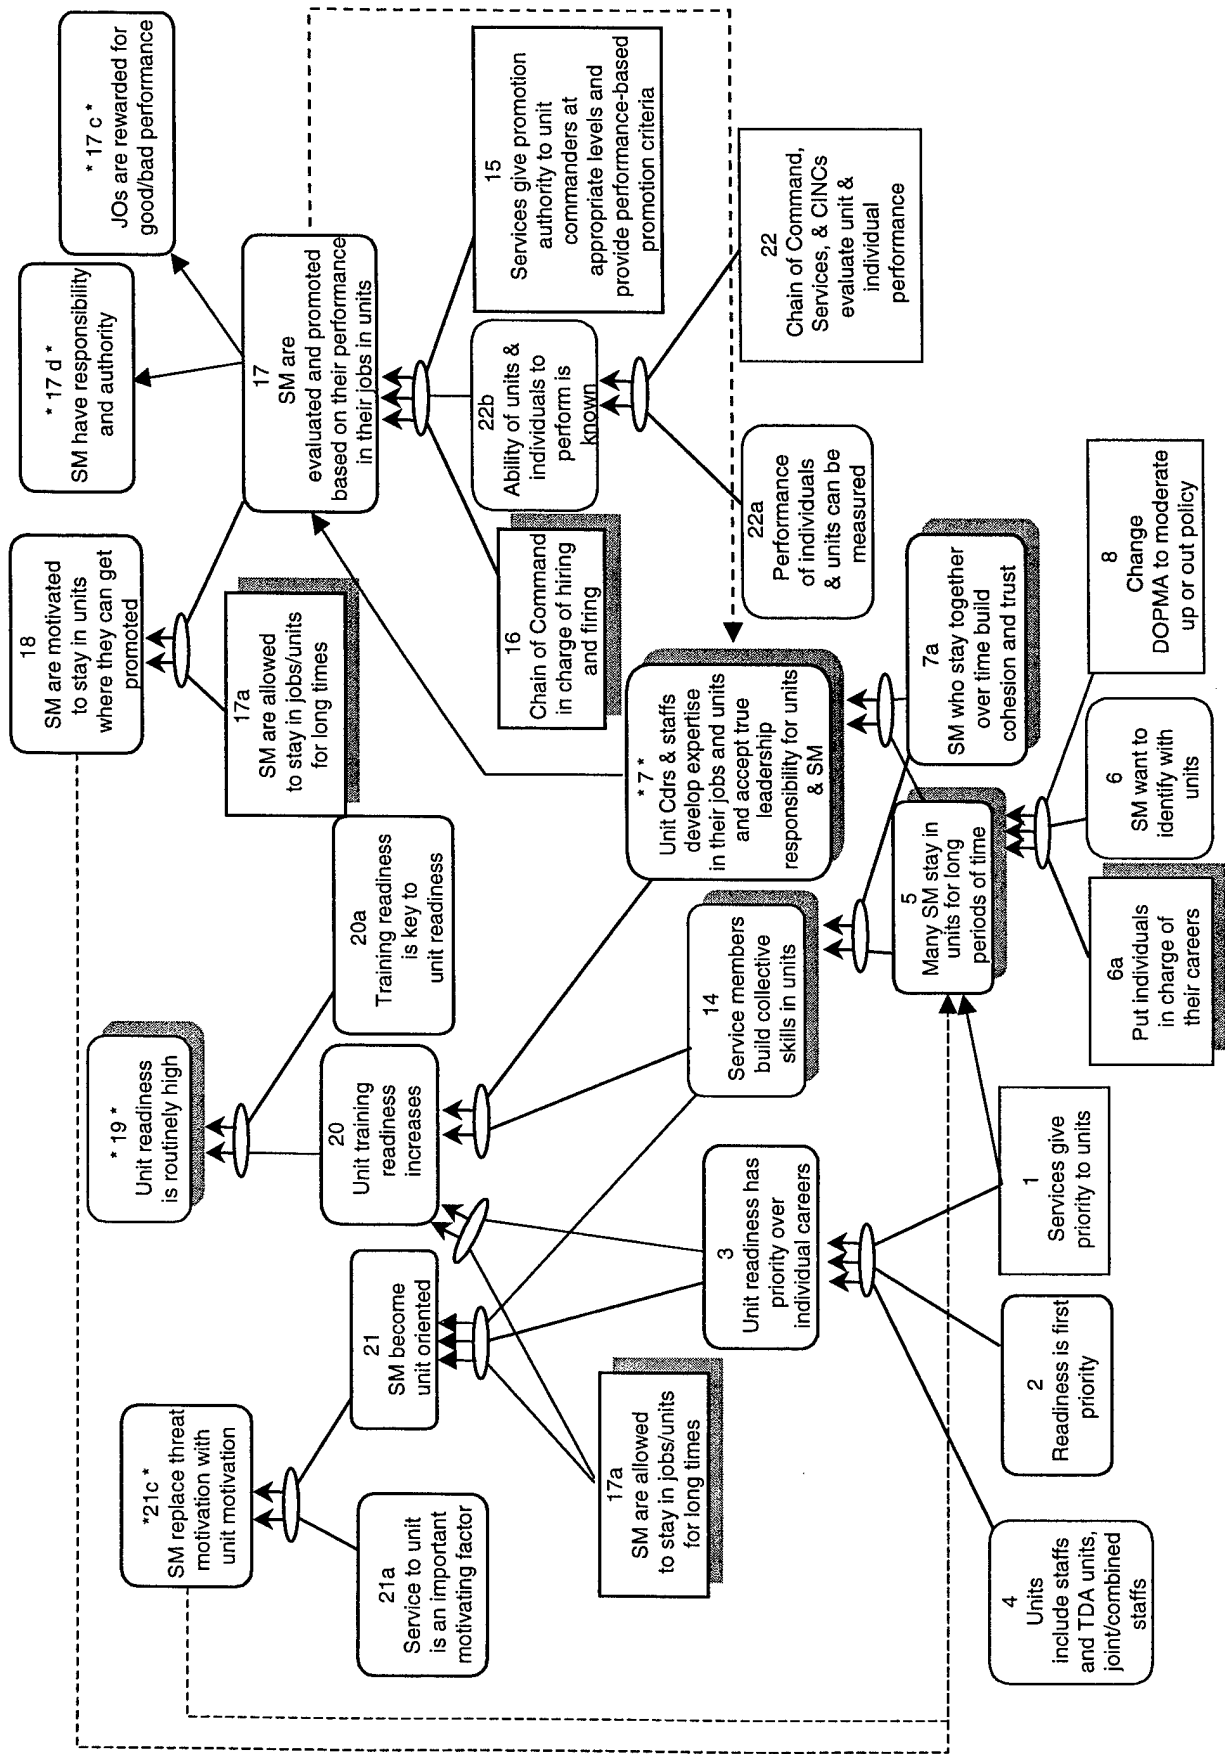 *21c *
SM replace threat
motivation with
unit motivation
21a
Service to unit
is an important
motivating factor
21
SM become
unit oriented
* 19 *
Unit readiness
is routinely high
20
Unit training
readiness
increases
20a
Training readiness
is key to
unit readiness
18
SM are motivated
to stay in units
where they can get
promoted
17a
SM are allowed
to stay in jobs/units
for long times
* 17 d *
SM have responsibility
and authority
* 17 c *
JOs are rewarded for
good/bad performance
17
SM are
evaluated and promoted
based on their performance
in their jobs in units
17a
SM are allowed
to stay in jobs/units
for long times
3
Unit readiness has
priority over
individual careers
14
Service members
build collective
skills in units
* 7 *
Unit Cdrs & staffs
develop expertise
in their jobs and units
and accept true
leadership
responsibility for units
& SM
16
Chain of Command
in charge of hiring
and firing
22b
Ability of units &
individuals to
perform is
known
15
Services give promotion
authority to unit
commanders at
appropriate levels and
provide performance-based
promotion criteria
22a
Performance
of individuals
& units can be
measured
22
Chain of Command,
Services, & CINCs
evaluate unit &
individual
performance
4
Units
include staffs
and TDA units,
joint/combined
staffs
2
Readiness is first
priority
1
Services give
priority to units
5
Many SM stay in
units for long
periods of time
7a
SM who stay together
over time build
cohesion and trust
6a
Put individuals
in charge of
their careers
6
SM want to
identify with
units
8
Change
DOPMA to moderate
up or out policy